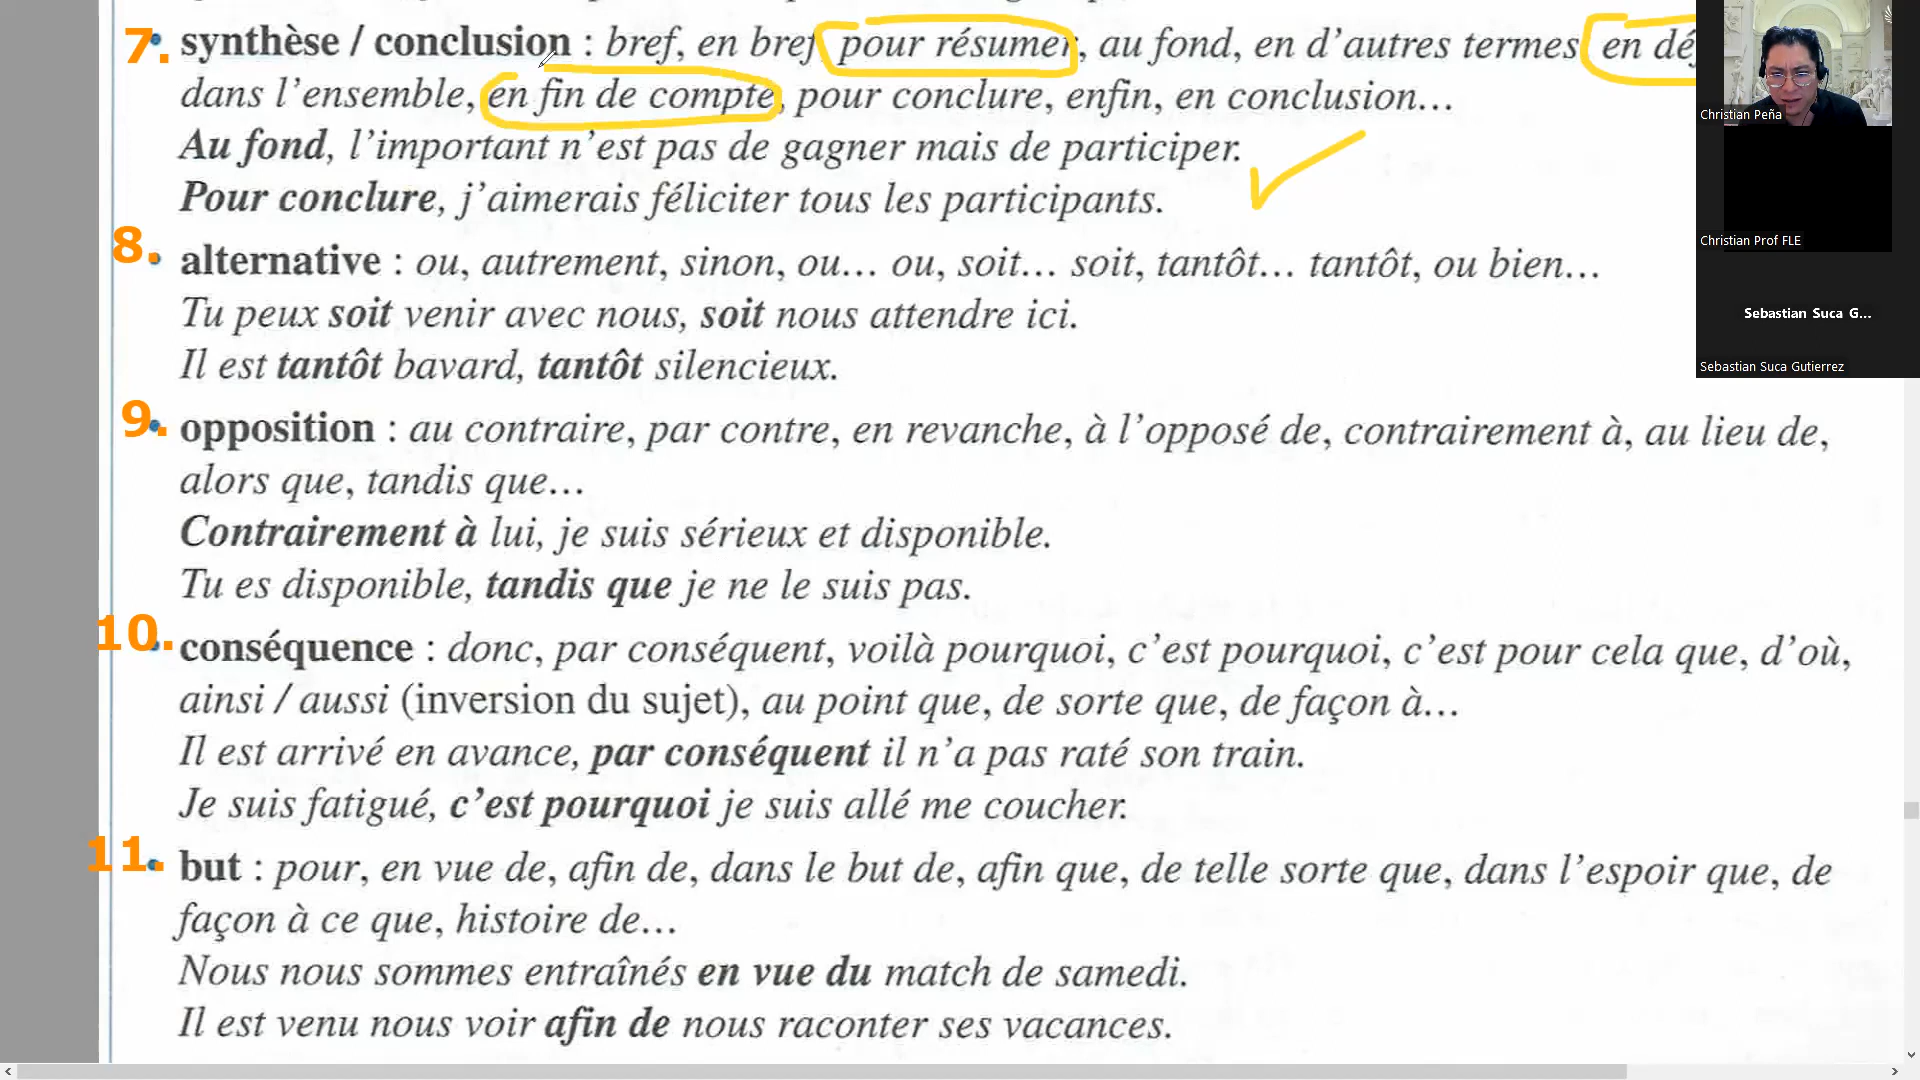 7. • synthèse / conclusion : bref, en bref, pour résumer, au fond, en d'autres termes, en déf
dans l'ensemble, en fin de compte, pour conclure, enfin, en conclusion…
Au fond, l'important n'est pas de gagner mais de participer.
Pour conclure, j'aimerais féliciter tous les participants.
8. • alternative : ou, autrement, sinon, ou… ou, soit… soit, tantôt… tantôt, ou bien…
Tu peux soit venir avec nous, soit nous attendre ici.
Il est tantôt bavard, tantôt silencieux.
9. • opposition : au contraire, par contre, en revanche, à l'opposé de, contrairement à, au lieu de,
alors que, tandis que…
Contrairement à lui, je suis sérieux et disponible.
Tu es disponible, tandis que je ne le suis pas.
10. • conséquence : donc, par conséquent, voilà pourquoi, c'est pourquoi, c'est pour cela que, d'où,
ainsi / aussi (inversion du sujet), au point que, de sorte que, de façon à…
Il est arrivé en avance, par conséquent il n'a pas raté son train.
Je suis fatigué, c'est pourquoi je suis allé me coucher.
11. • but : pour, en vue de, afin de, dans le but de, afin que, de telle sorte que, dans l'espoir que, de
façon à ce que, histoire de…
Nous nous sommes entraînés en vue du match de samedi.
Il est venu nous voir afin de nous raconter ses vacances.
Christian Peña
Christian Prof FLE
Sebastian Suca G...
Sebastian Suca Gutierrez